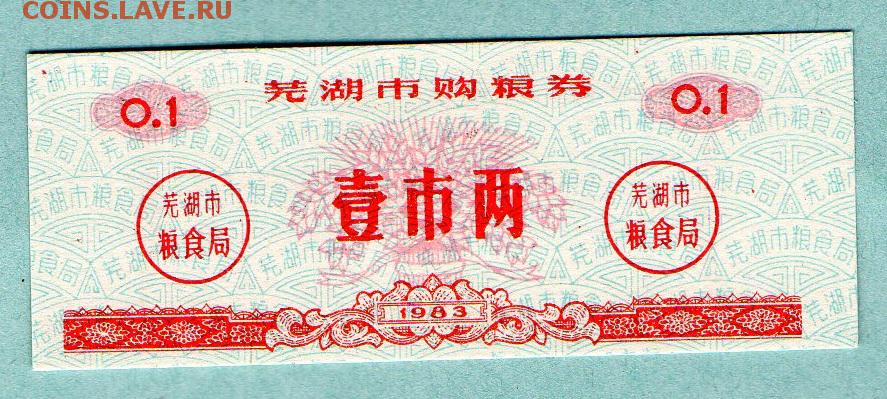 COINS.LAVE.RU
芜湖市购粮券
0.1
0.1
壹市两
芜湖市
粮食局
芜湖市
粮食局
1983